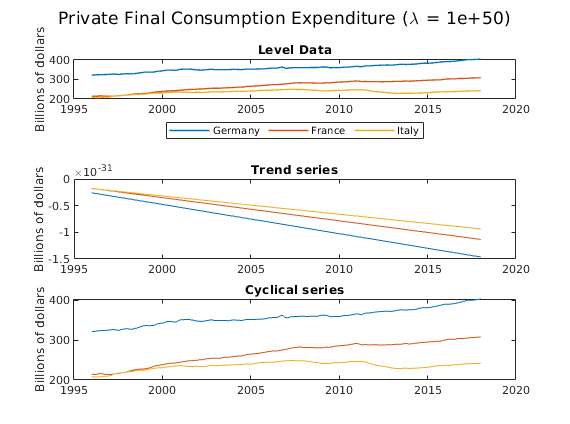 Private Final Consumption Expenditure (λ = 1e+50)
Level Data
Billions of dollars
400
300
200
1995 2000 2005 2010 2015 2020
Germany France Italy
×10^-31
Trend series
Billions of dollars
0
-0.5
-1
-1.5
1995 2000 2005 2010 2015 2020
Cyclical series
Billions of dollars
400
300
200
1995 2000 2005 2010 2015 2020